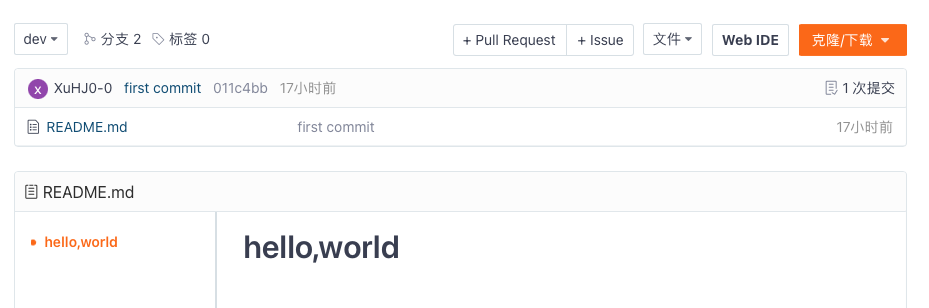 dev 分支 2 标签 0 + Pull Request + Issue 文件 Web IDE 克隆/下载
x XuHJ0-0 first commit 011c4bb 17小时前 1 次提交
README.md first commit 17小时前
README.md
hello,world
hello,world